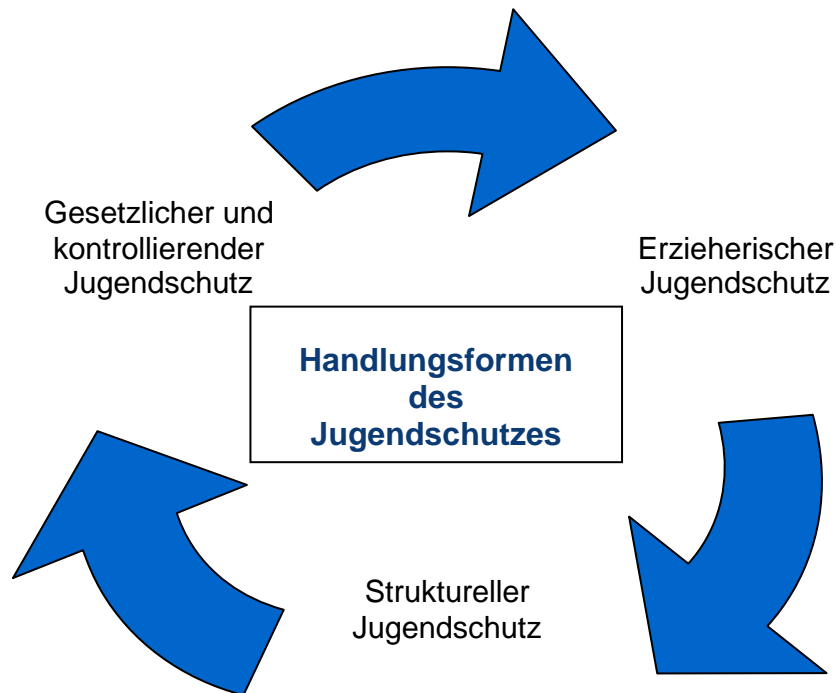 Gesetzlicher und
kontrollierender
Jugendschutz
Erzieherischer
Jugendschutz
Handlungsformen
des
Jugendschutzes
Struktureller
Jugendschutz